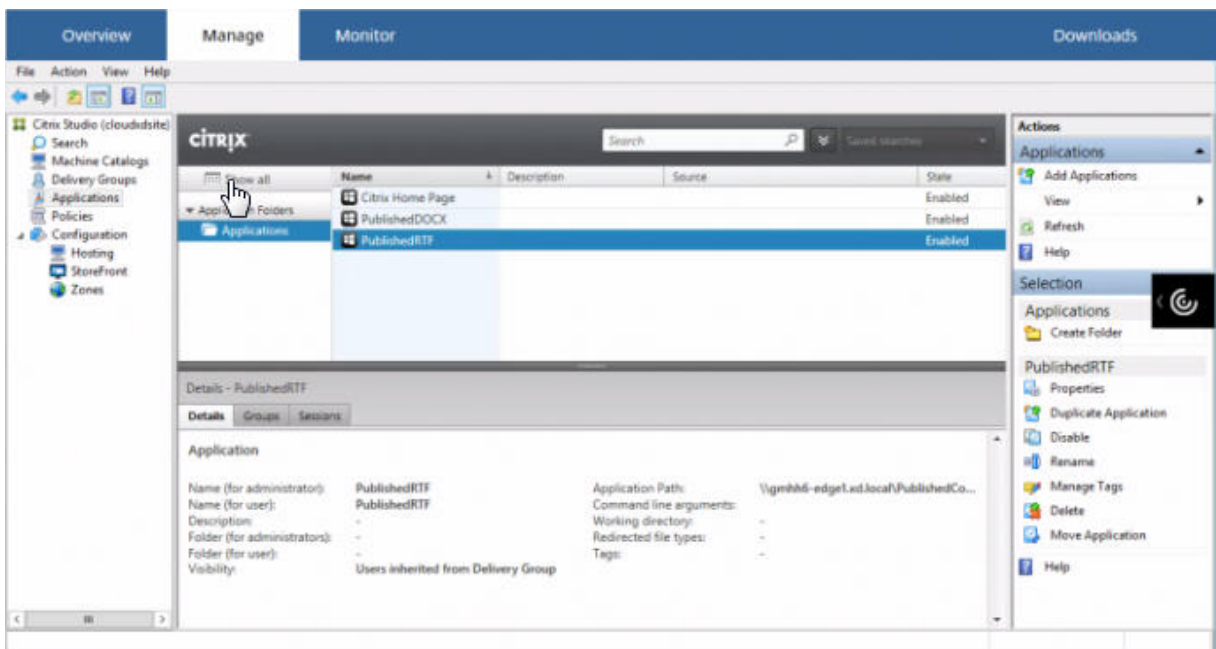 Overview Manage Monitor Downloads
File Action View Help
Citrix Studio (cloudxdsite)
Search
Machine Catalogs
Delivery Groups
Applications
Policies
Configuration
Hosting
StoreFront
Zones
CİTRIX
Search
Saved searches
Show all
Application Folders
Applications
Name Description Source State
Citrix Home Page Enabled
PublishedDOCX Enabled
PublishedRTF Enabled
Details - PublishedRTF
Details Groups Sessions
Application
Name (for administrator): PublishedRTF
Name (for user): PublishedRTF
Description: -
Folder (for administrators): -
Folder (for user): -
Visibility: Users inherited from Delivery Group
Application Path: \\gmhh6-edge1.xd.local\PublishedCo...
Command line arguments:
Working directory: -
Redirected file types: -
Tags: -
Actions
Applications
Add Applications
View
Refresh
Help
Selection
Applications
Create Folder
PublishedRTF
Properties
Duplicate Application
Disable
Rename
Manage Tags
Delete
Move Application
Help